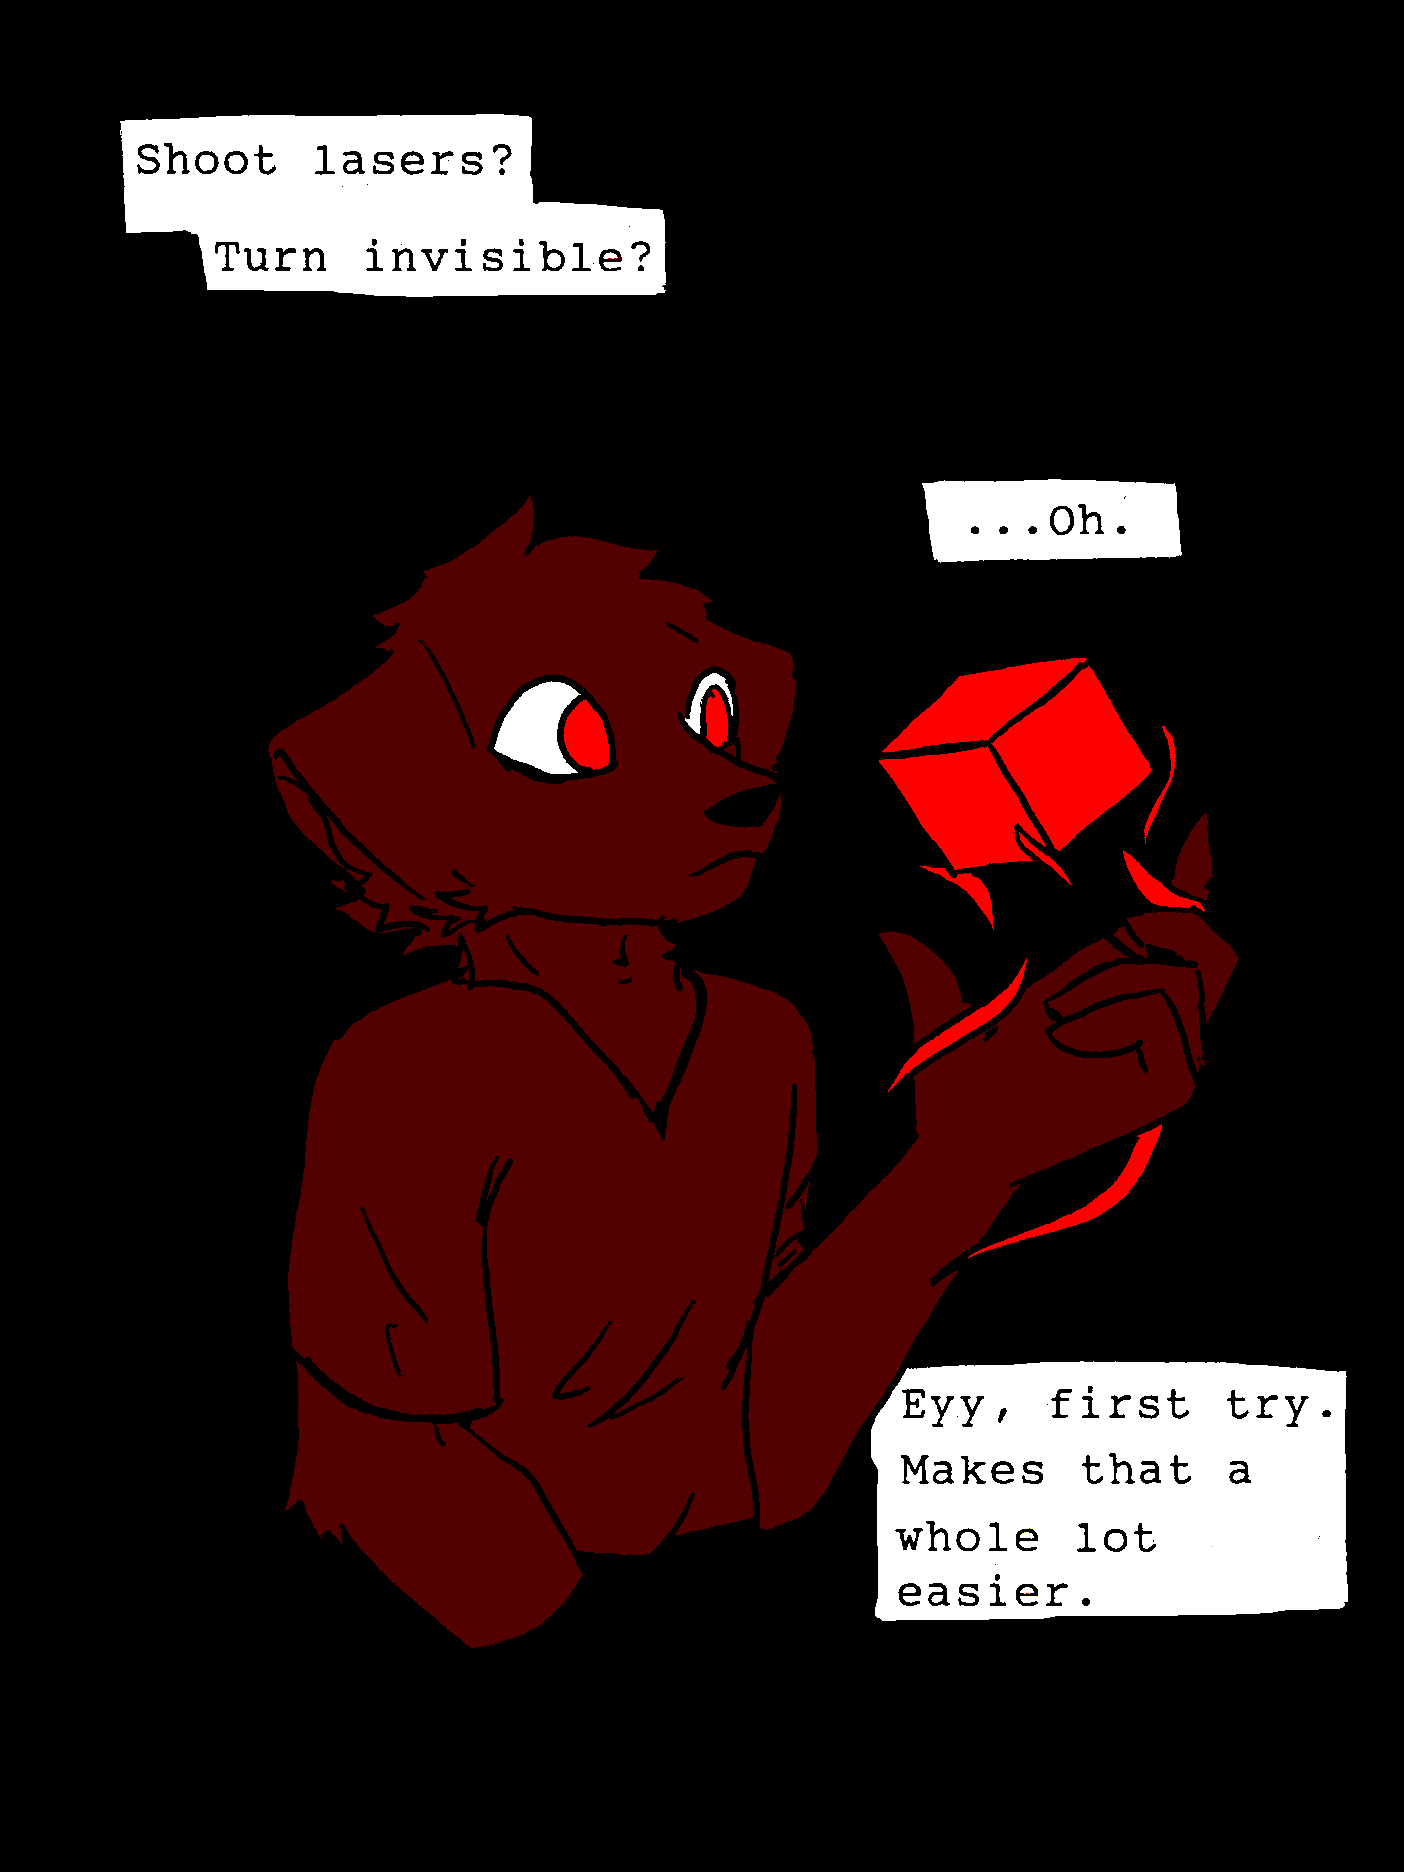 Shoot lasers?
Turn invisible?
...Oh.
Eyy, first try.
Makes that a
whole lot
easier.